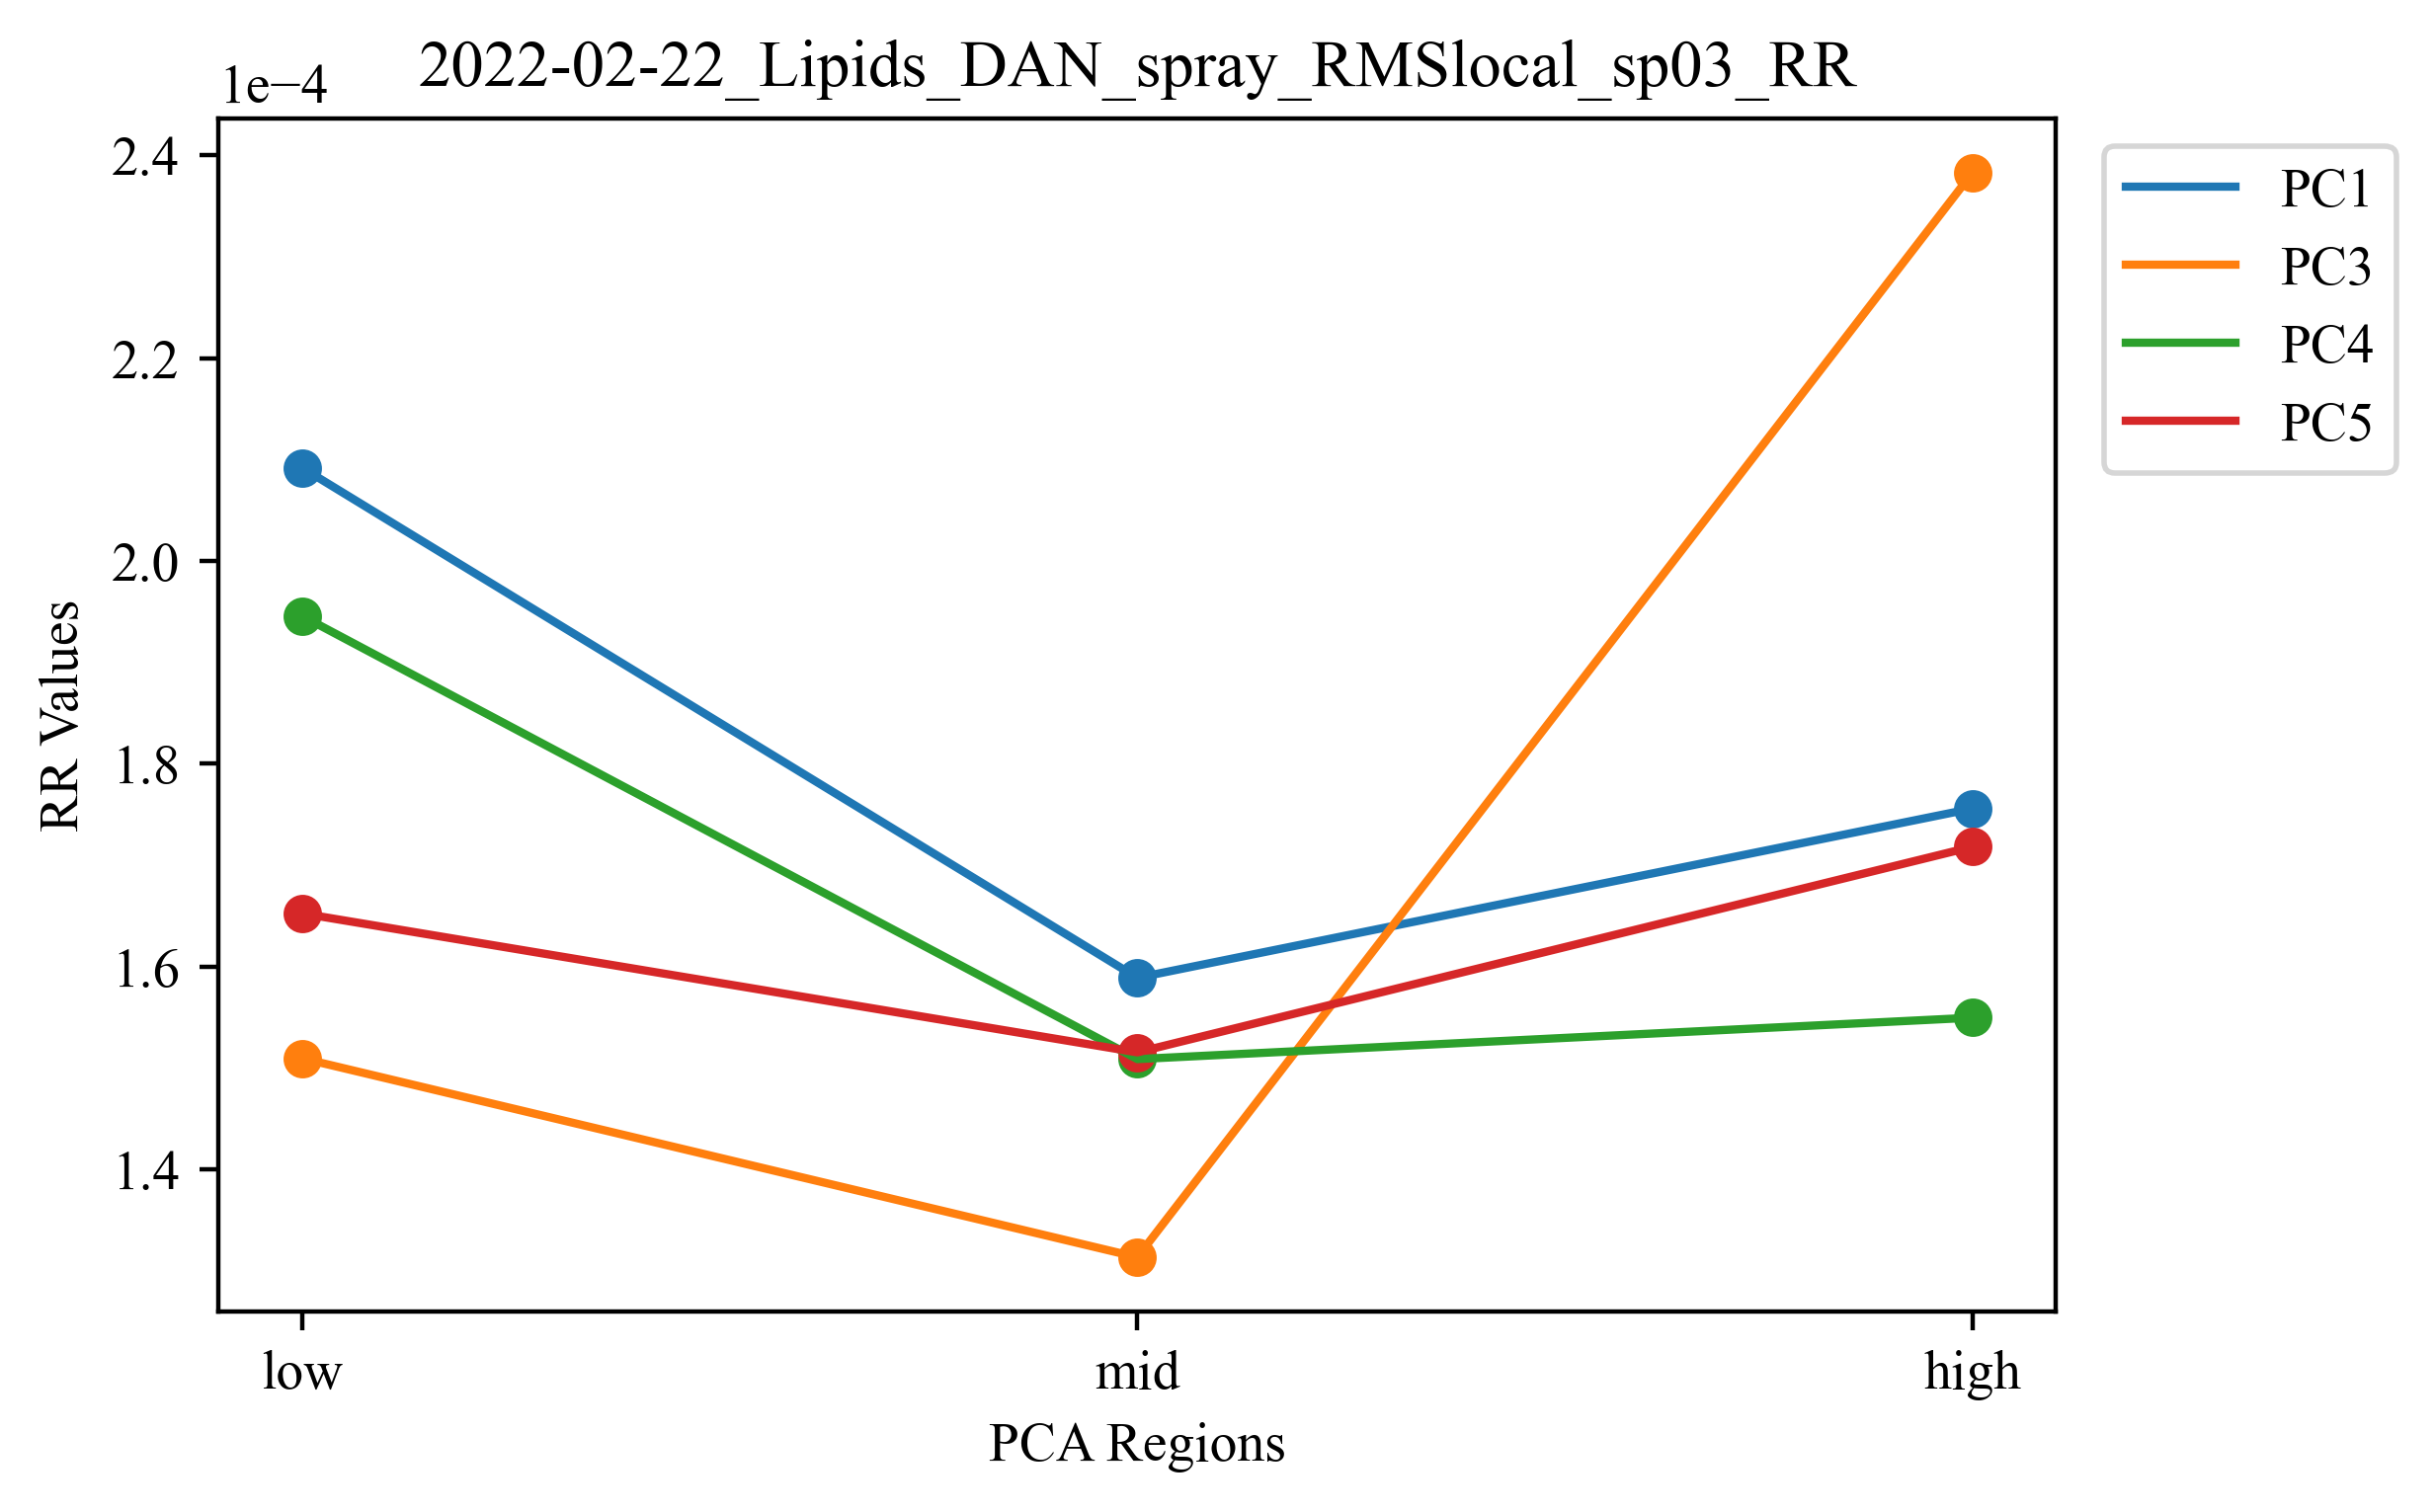 2022-02-22_Lipids_DAN_spray_RMSlocal_sp03_RR
1e−4
2.4
2.2
2.0
1.8
1.6
1.4
RR Values
low
mid
high
PCA Regions
PC1
PC3
PC4
PC5